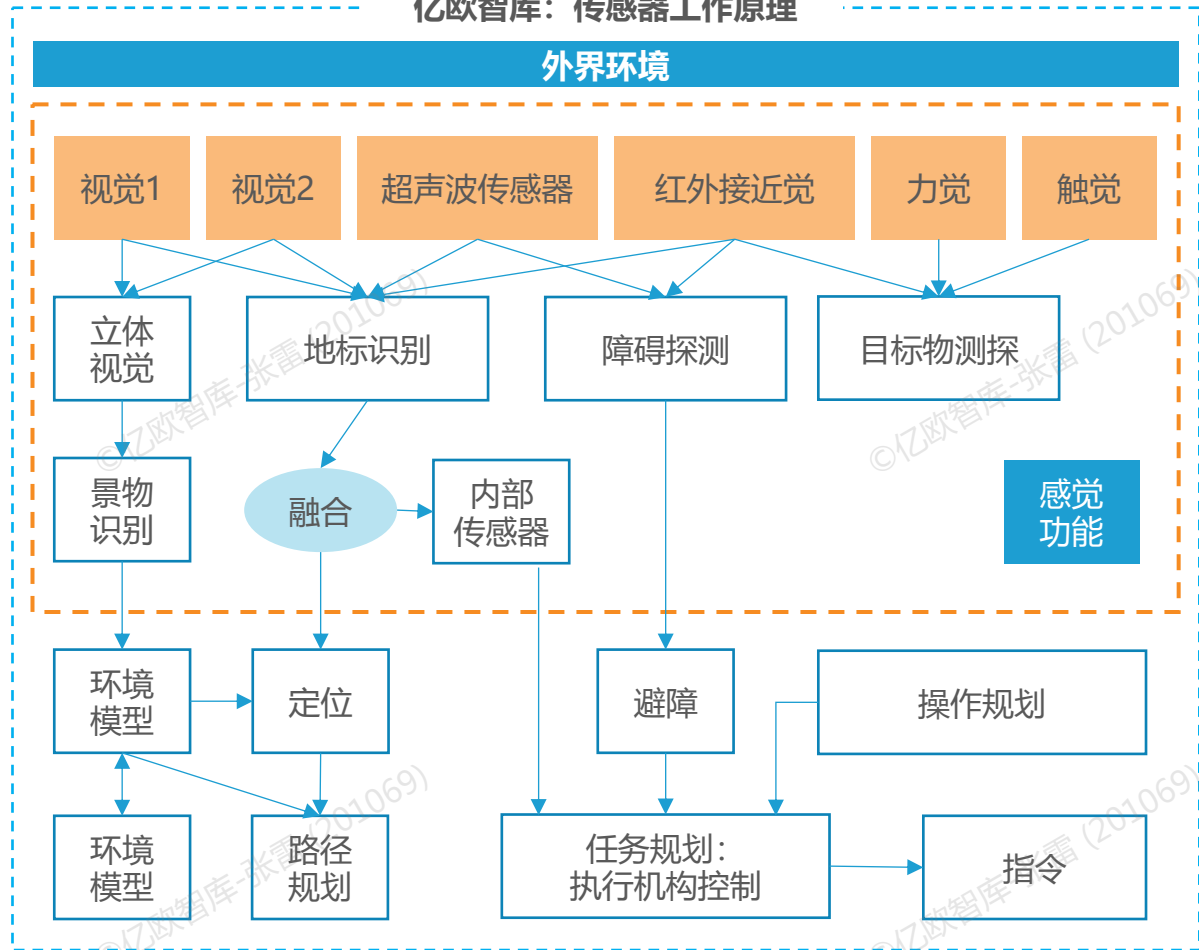 亿欧智库：传感器工作原理
外界环境
视觉1
视觉2
超声波传感器
红外接近觉
力觉
触觉
立体
视觉
地标识别
障碍探测
目标物测探
©亿欧智库-张雷 (201069)
©亿欧智库-张雷 (201069)
景物
识别
融合
内部
传感器
感觉
功能
环境
模型
定位
避障
操作规划
环境
模型
路径
规划
任务规划：
执行机构控制
指令
©亿欧智库-张雷 (201069)
©亿欧智库-张雷 (201069)